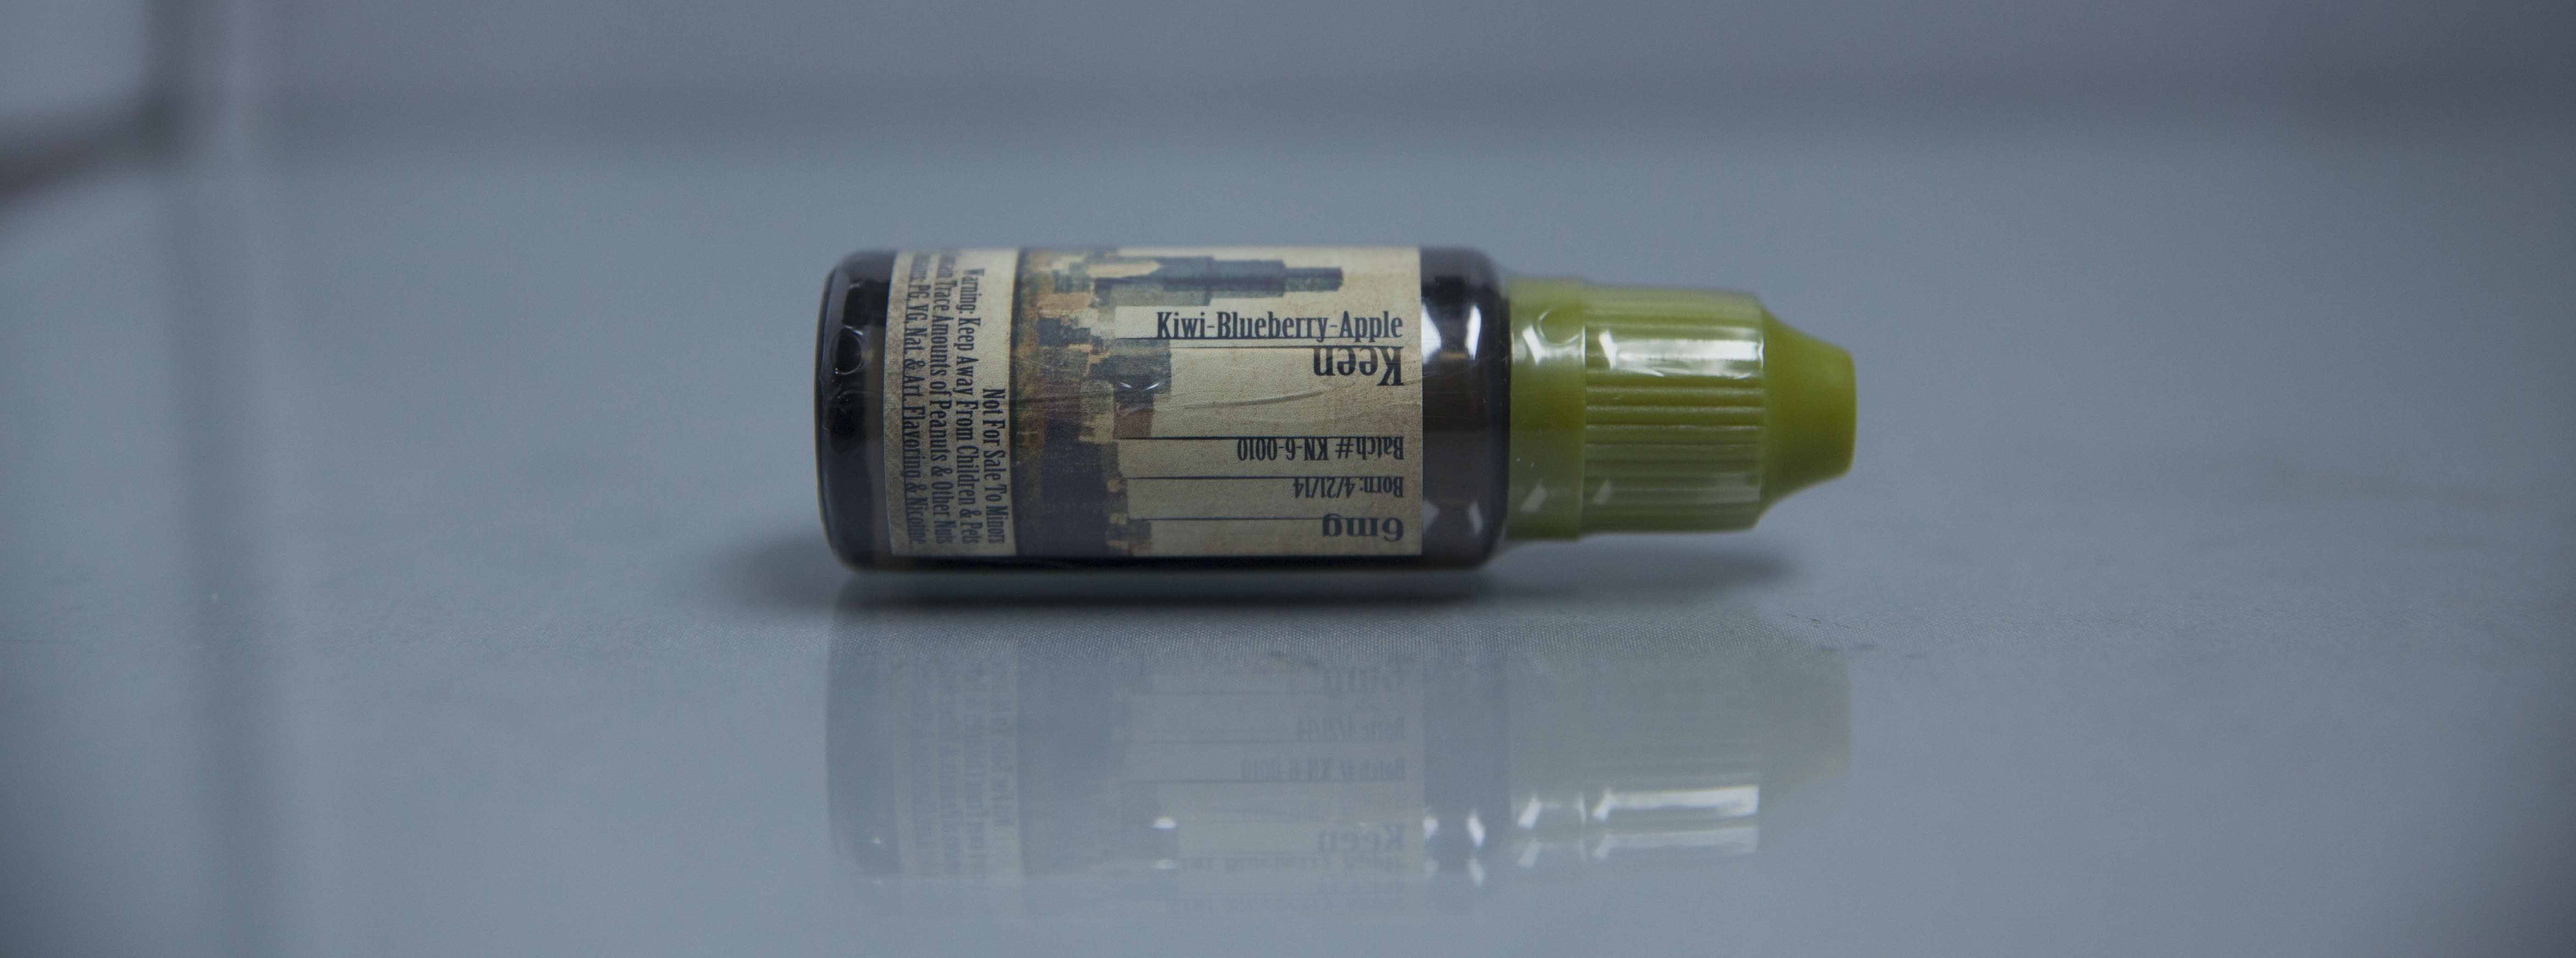 Kiwi-Blueberry-Apple
Keen
Batch# KN-6-0010
Born: 4/21/14
6mg
Not For Sale To Minors
Warning: Keep Away From Children & Pets
Trace Amounts of Peanuts & Other Nuts
PG, VG, Nat. & Art. Flavoring & Nicotine